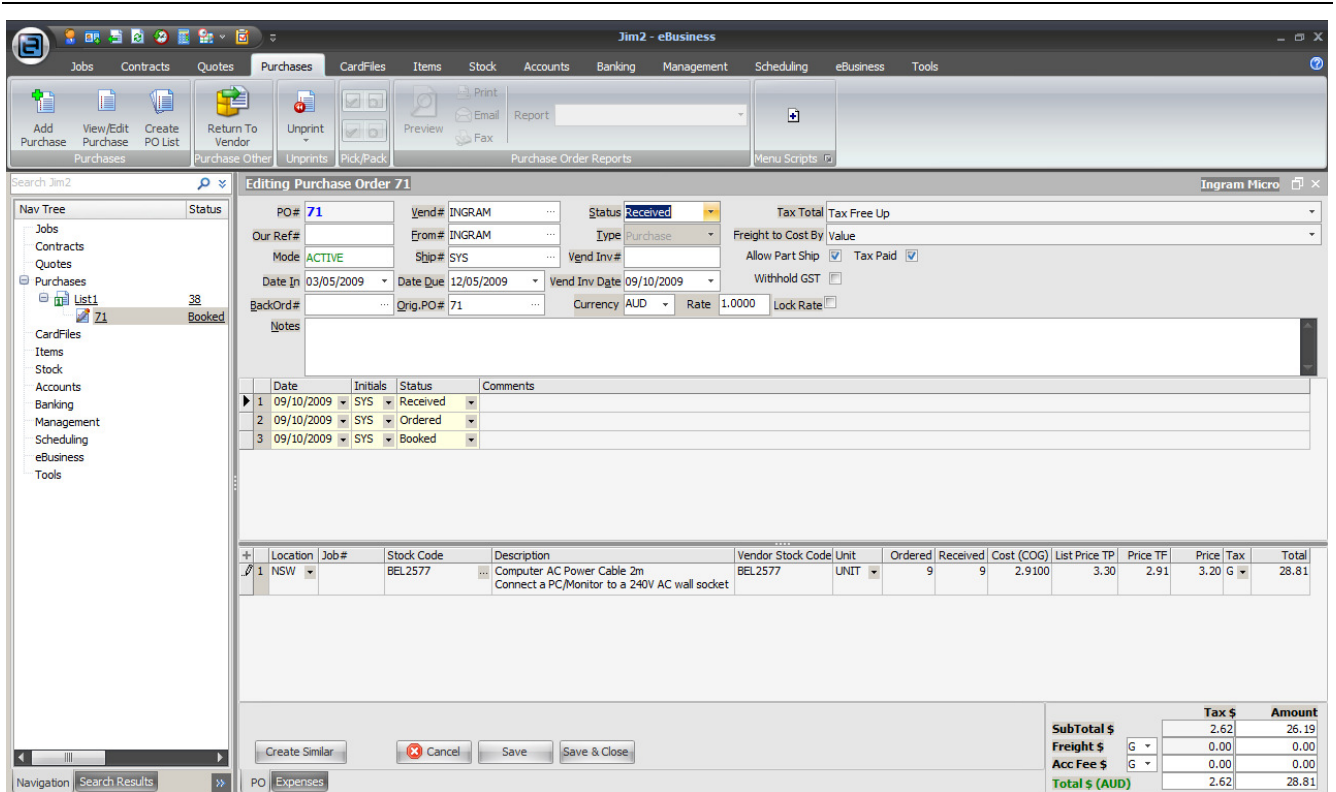 Jim2 - eBusiness
Jobs Contracts Quotes Purchases CardFiles Items Stock Accounts Banking Management Scheduling eBusiness Tools
Add Purchase View/Edit Purchase Create PO List Return To Vendor Unprint Preview Print Email Fax Report
Purchases Purchase Other Unprints Pick/Pack Purchase Order Reports Menu Scripts
Search Jim2
Editing Purchase Order 71 Ingram Micro
Nav Tree Status
Jobs
Contracts
Quotes
Purchases
List1 38
71 Booked
CardFiles
Items
Stock
Accounts
Banking
Management
Scheduling
eBusiness
Tools
PO# 71 Vend# INGRAM ... Status Received Tax Total Tax Free Up
Our Ref# From# INGRAM ... Type Purchase Freight to Cost By Value
Mode ACTIVE Ship# SYS ... Vend Inv# Allow Part Ship Tax Paid
Date In 03/05/2009 Date Due 12/05/2009 Vend Inv Date 09/10/2009 Withhold GST
BackOrd# ... Orig.PO# 71 ... Currency AUD Rate 1.0000 Lock Rate
Notes
Date Initials Status Comments
1 09/10/2009 SYS Received
2 09/10/2009 SYS Ordered
3 09/10/2009 SYS Booked
+ Location Job# Stock Code Description Vendor Stock Code Unit Ordered Received Cost (COG) List Price TP Price TF Price Tax Total
1 NSW BEL2577 ... Computer AC Power Cable 2m BEL2577 UNIT 9 9 2.9100 3.30 2.91 3.20 G 28.81
Connect a PC/Monitor to a 240V AC wall socket
Tax $ Amount
SubTotal $ 2.62 26.19
Freight $ G 0.00 0.00
Acc Fee $ G 0.00 0.00
Total $ (AUD) 2.62 28.81
Create Similar Cancel Save Save & Close
Navigation Search Results PO Expenses